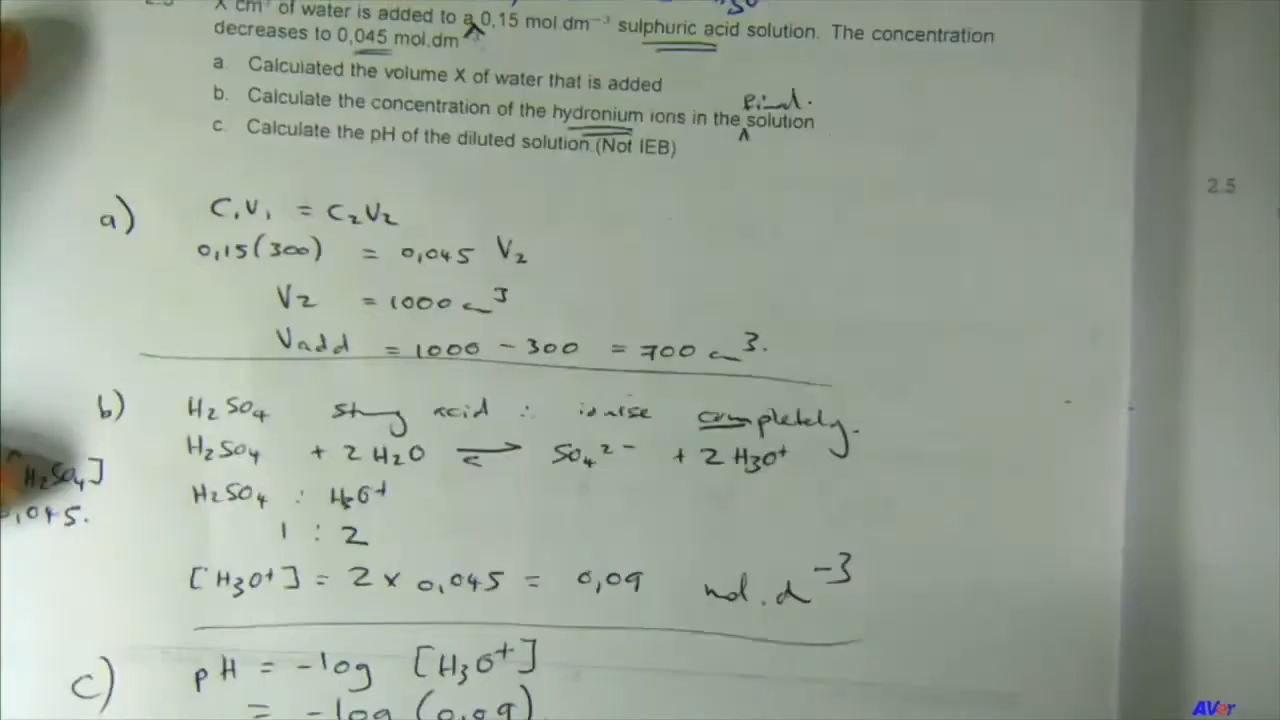 X cm³ of water is added to a 0,15 mol dm⁻³ sulphuric acid solution. The concentration
decreases to 0,045 mol.dm
a. Calculated the volume X of water that is added
final.
b. Calculate the concentration of the hydronium ions in the ^ solution
c. Calculate the pH of the diluted solution.(Not IEB)
2.5
a) C₁V₁ = C₂V₂
0,15(300) = 0,045 V₂
V₂ = 1000 cm³
Vadd = 1000 - 300 = 700 cm³.
b) H₂SO₄ strong acid ∴ ionise completely.
H₂SO₄ + 2H₂O ⇌ SO₄²⁻ + 2H₃O⁺
H₂SO₄ : H₃O⁺
H₂SO₄]
0,045.
1 : 2
[H₃O⁺] = 2 × 0,045 = 0,09 mol.d⁻³
c) pH = -log [H₃O⁺]
= -log (0,09)
AVer